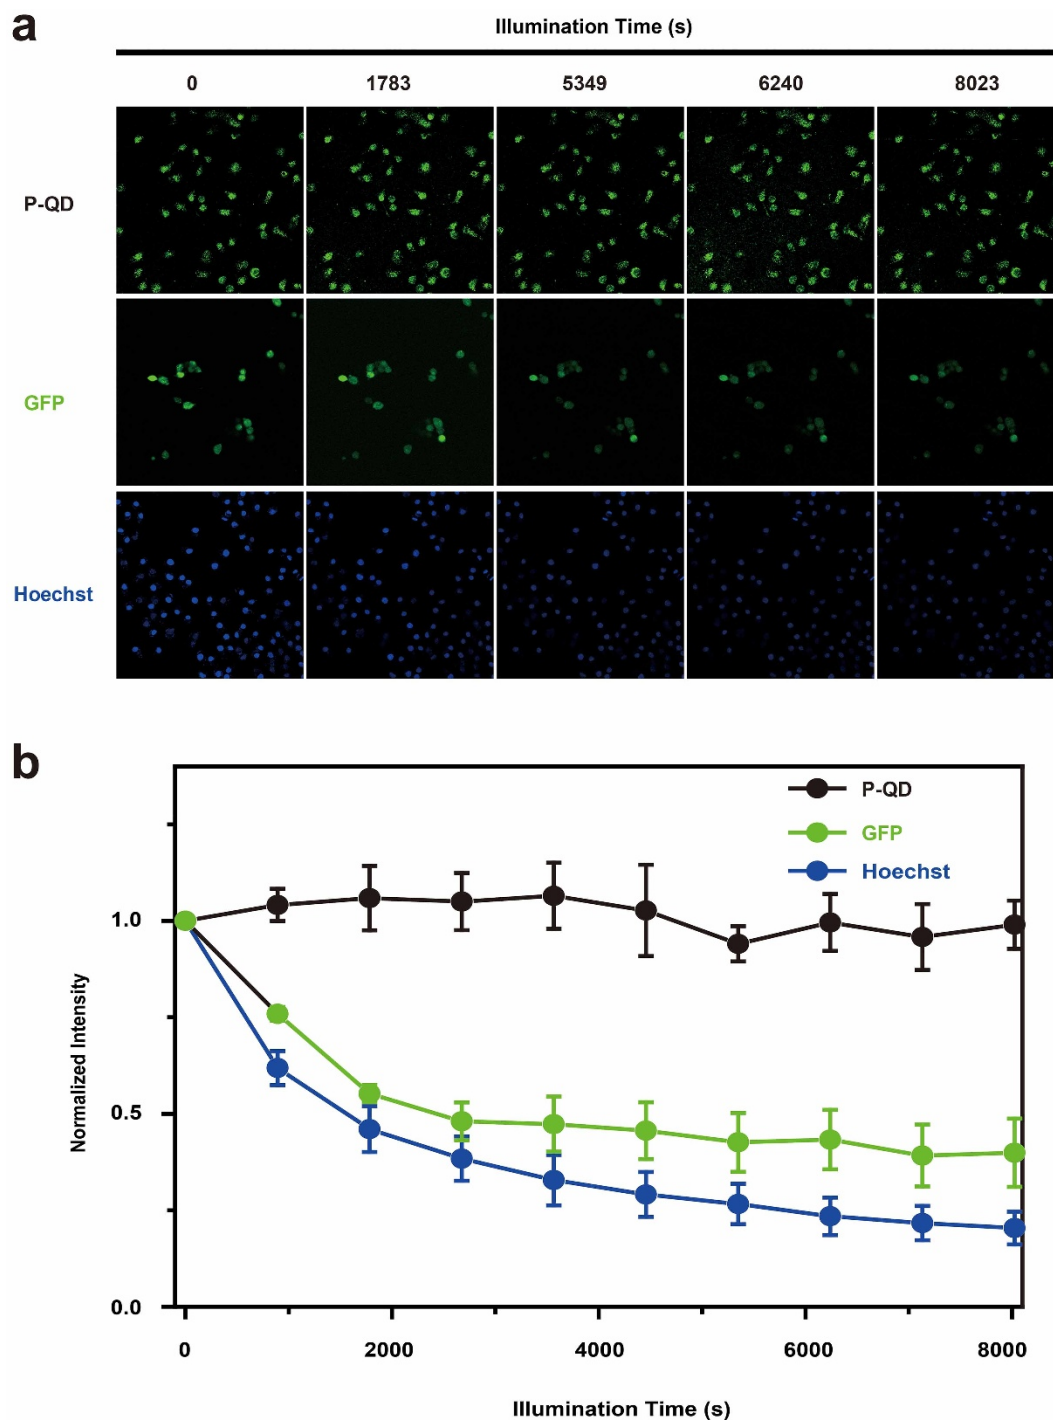 a
Illumination Time (s)
0 1783 5349 6240 8023
P-QD
GFP
Hoechst
b
P-QD
GFP
Hoechst
1.0
0.5
0.0
Normalized Intensity
0 2000 4000 6000 8000
Illumination Time (s)